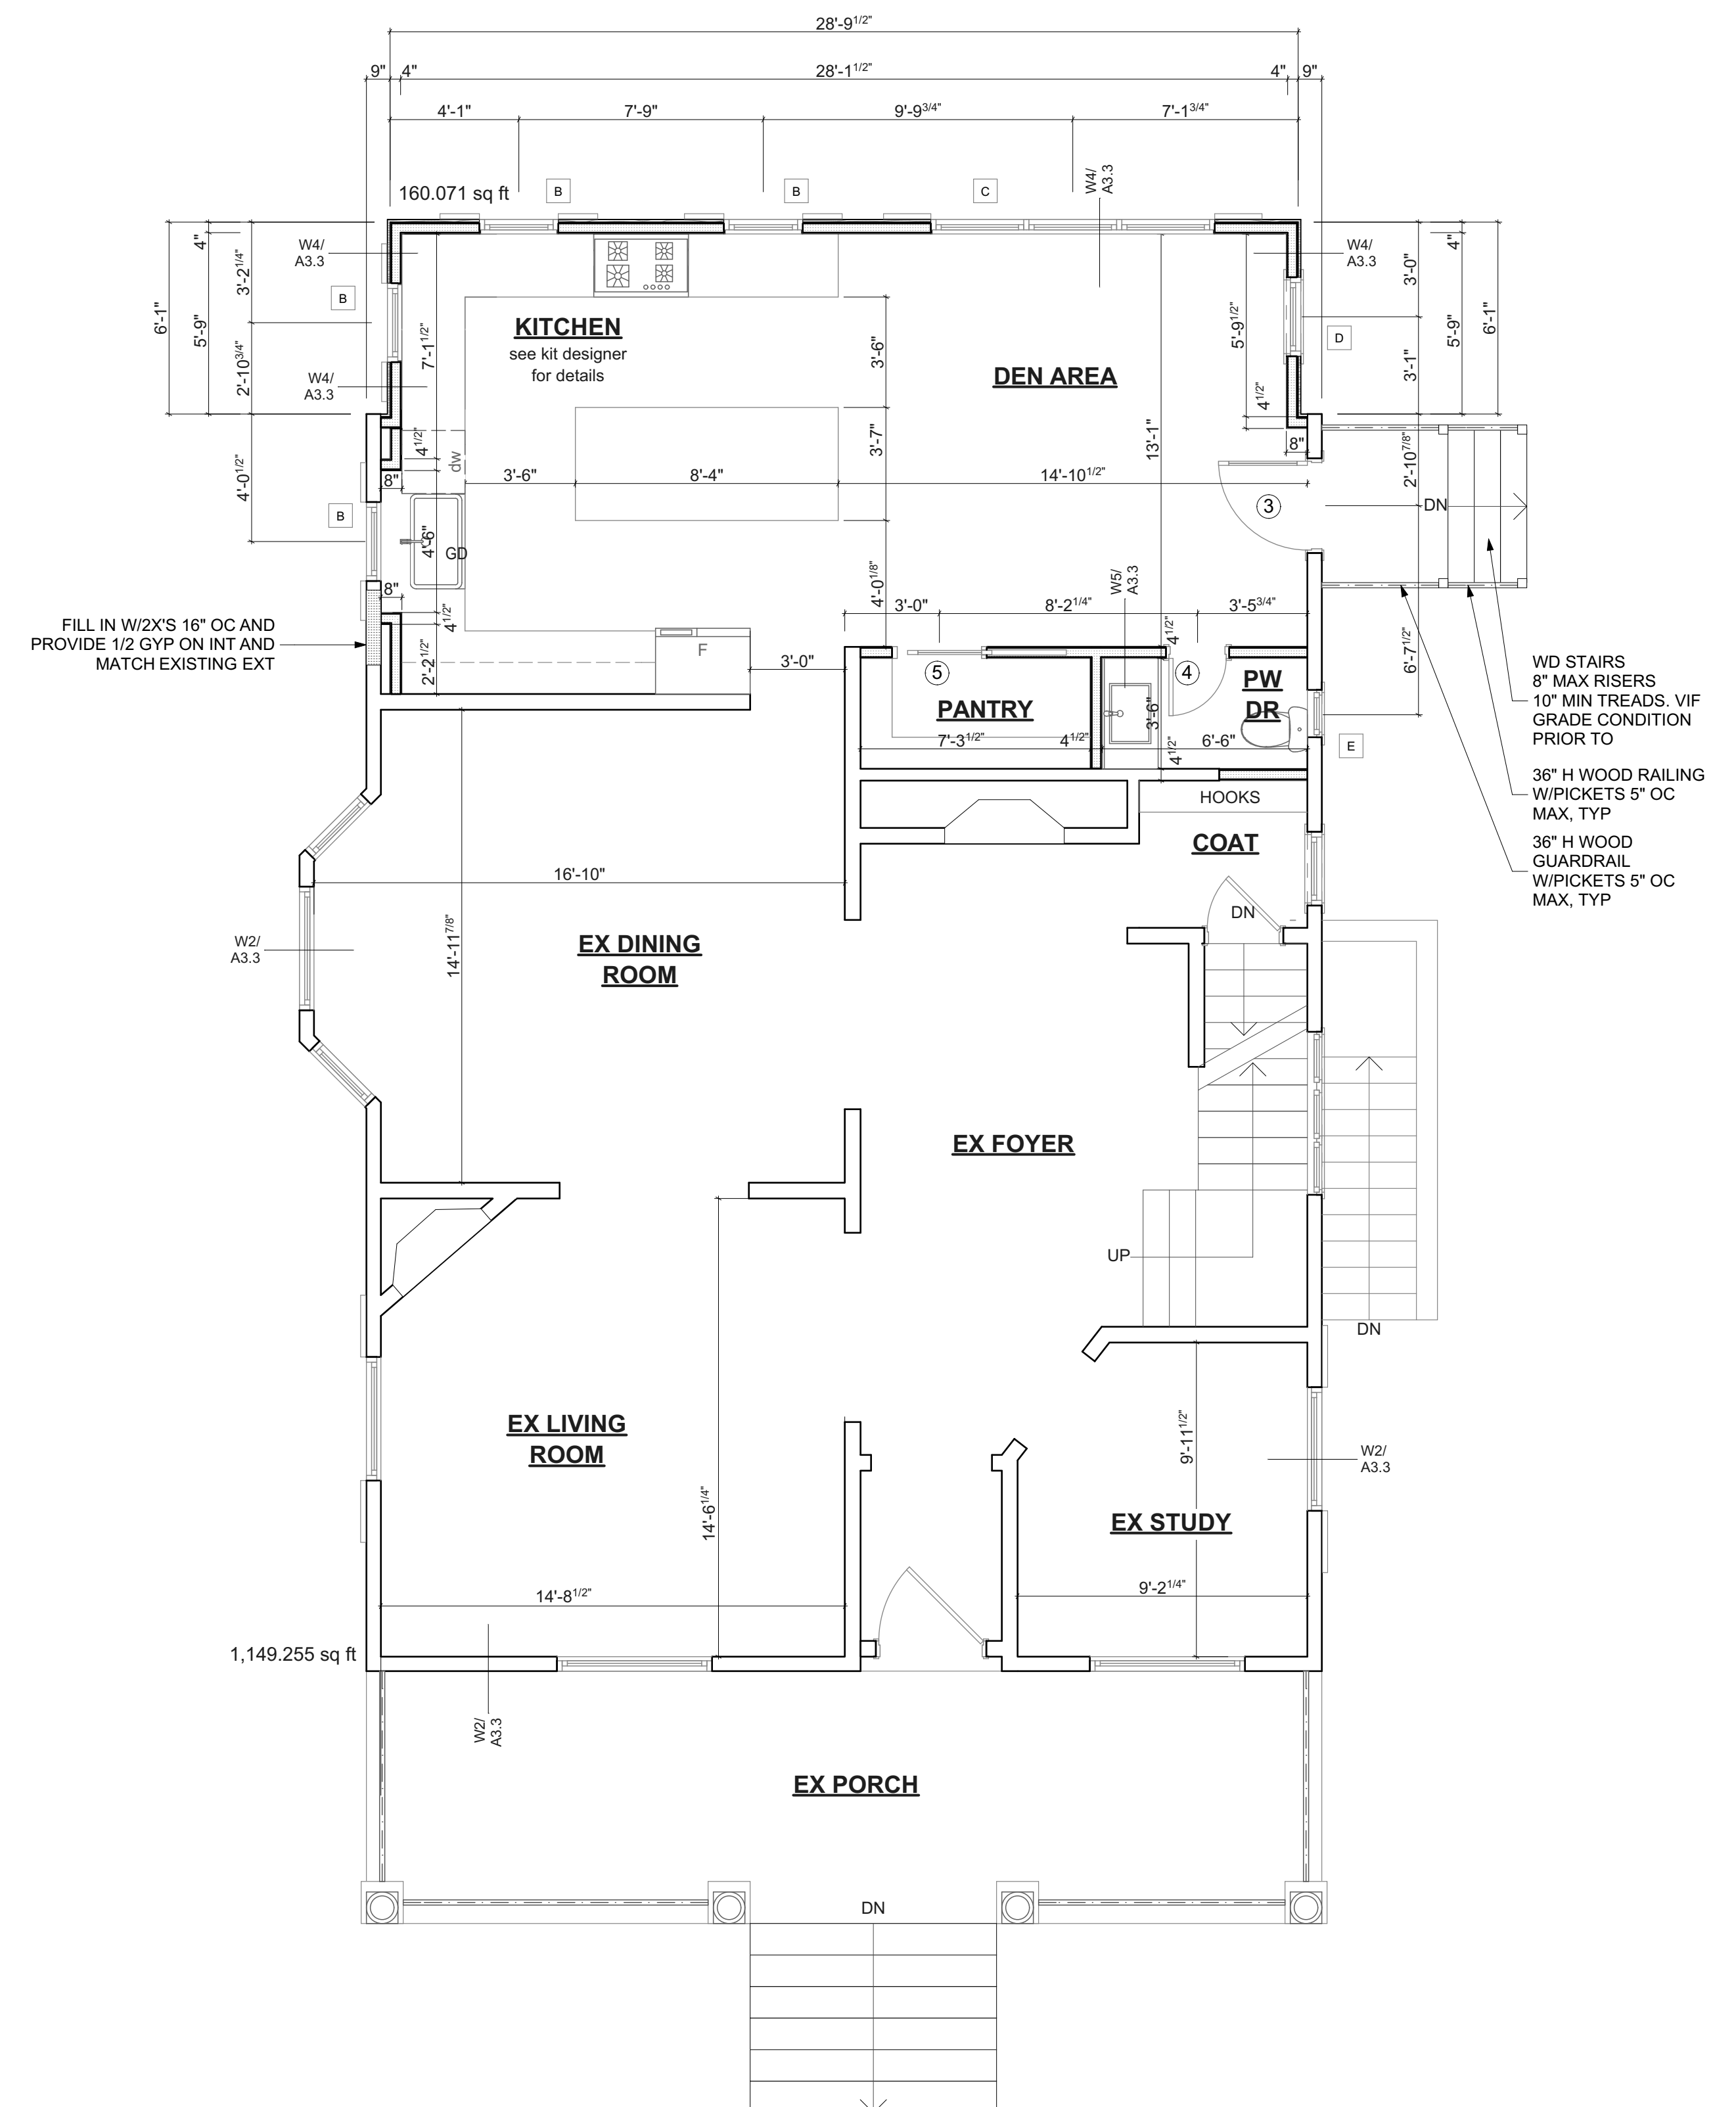 28'-9 1/2"
9"
4"
28'-1 1/2"
4"
9"
4'-1"
7'-9"
9'-9 3/4"
7'-1 3/4"
160.071 sq ft
B
B
C
W4/
A3.3
6'-1"
5'-9"
4"
3'-2 1/4"
2'-10 3/4"
4'-0 1/2"
W4/
A3.3
B
W4/
A3.3
B
7'-1 1/2"
KITCHEN
see kit designer
for details
DEN AREA
3'-6"
3'-7"
4'-0 1/8"
13'-1"
5'-9 1/2"
4 1/2"
8"
W4/
A3.3
D
3'-0"
3'-1"
4"
5'-9"
6'-1"
2'-10 7/8"
6'-7 1/2"
4 1/2"
dw
8"
3'-6"
8'-4"
14'-10 1/2"
3
DN
4'-6"
GD
8"
4 1/2"
2'-2 1/2"
F
3'-0"
W5/
A3.3
3'-0"
8'-2 1/4"
3'-5 3/4"
4 1/2"
5
4
PANTRY
PW
DR
3'-6"
7'-3 1/2"
4 1/2"
4 1/2"
6'-6"
E
FILL IN W/2X'S 16" OC AND
PROVIDE 1/2 GYP ON INT AND
MATCH EXISTING EXT
WD STAIRS
8" MAX RISERS
10" MIN TREADS. VIF
GRADE CONDITION
PRIOR TO
36" H WOOD RAILING
W/PICKETS 5" OC
MAX, TYP
36" H WOOD
GUARDRAIL
W/PICKETS 5" OC
MAX, TYP
HOOKS
COAT
DN
16'-10"
14'-11 7/8"
W2/
A3.3
EX DINING
ROOM
EX FOYER
UP
DN
EX LIVING
ROOM
14'-6 1/4"
14'-8 1/2"
9'-11 1/2"
W2/
A3.3
EX STUDY
9'-2 1/4"
1,149.255 sq ft
W2/
A3.3
EX PORCH
DN